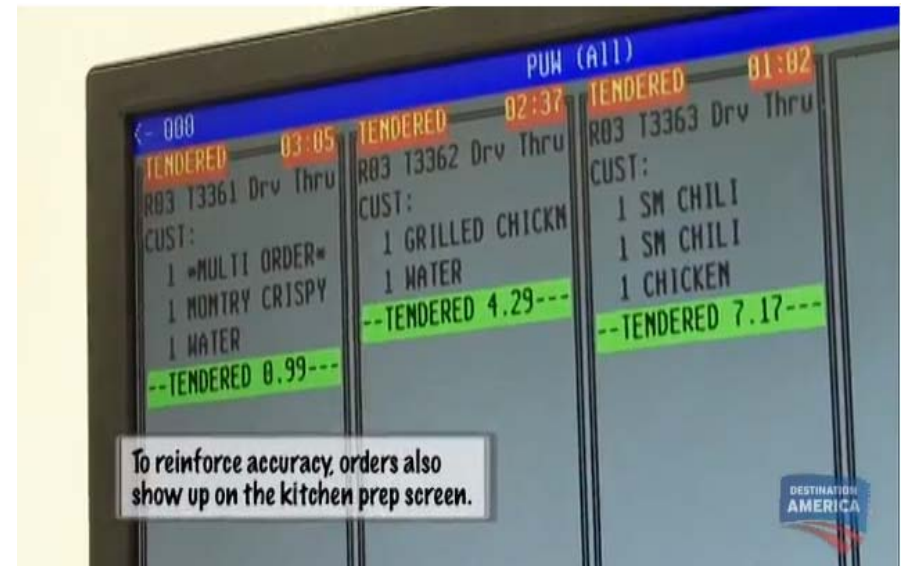 PUW (All)
<- 000
TENDERED 03:05
R03 T3361 Drv Thru
CUST:
1 *MULTI ORDER*
1 MONTRY CRISPY
1 WATER
--TENDERED 0.99---
TENDERED 02:37
R03 T3362 Drv Thru
CUST:
1 GRILLED CHICKN
1 WATER
--TENDERED 4.29---
TENDERED 01:02
R03 T3363 Drv Thru
CUST:
1 SM CHILI
1 SM CHILI
1 CHICKEN
--TENDERED 7.17---
To reinforce accuracy, orders also
show up on the kitchen prep screen.
DESTINATION
AMERICA